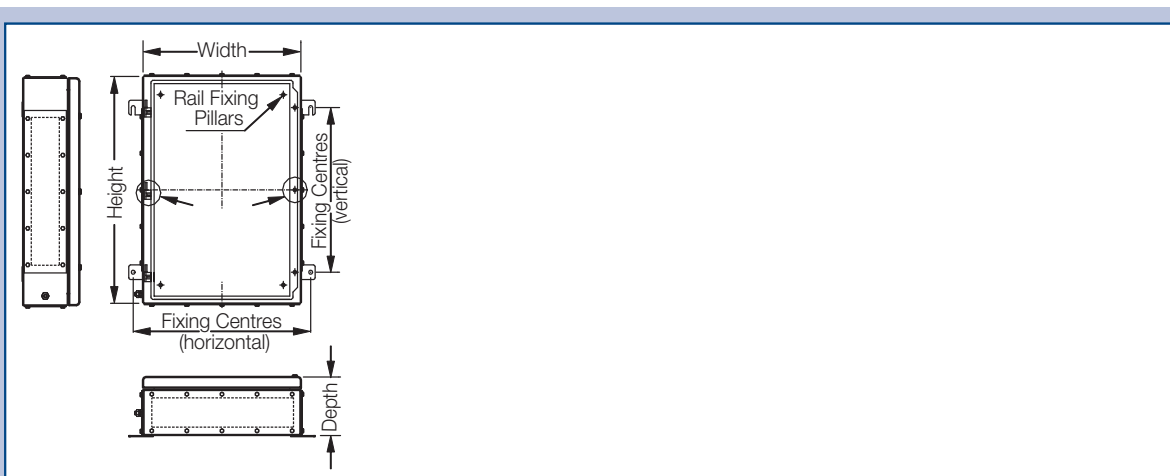 Width
Rail Fixing
Pillars
Height
Fixing Centres
(vertical)
Fixing Centres
(horizontal)
Depth